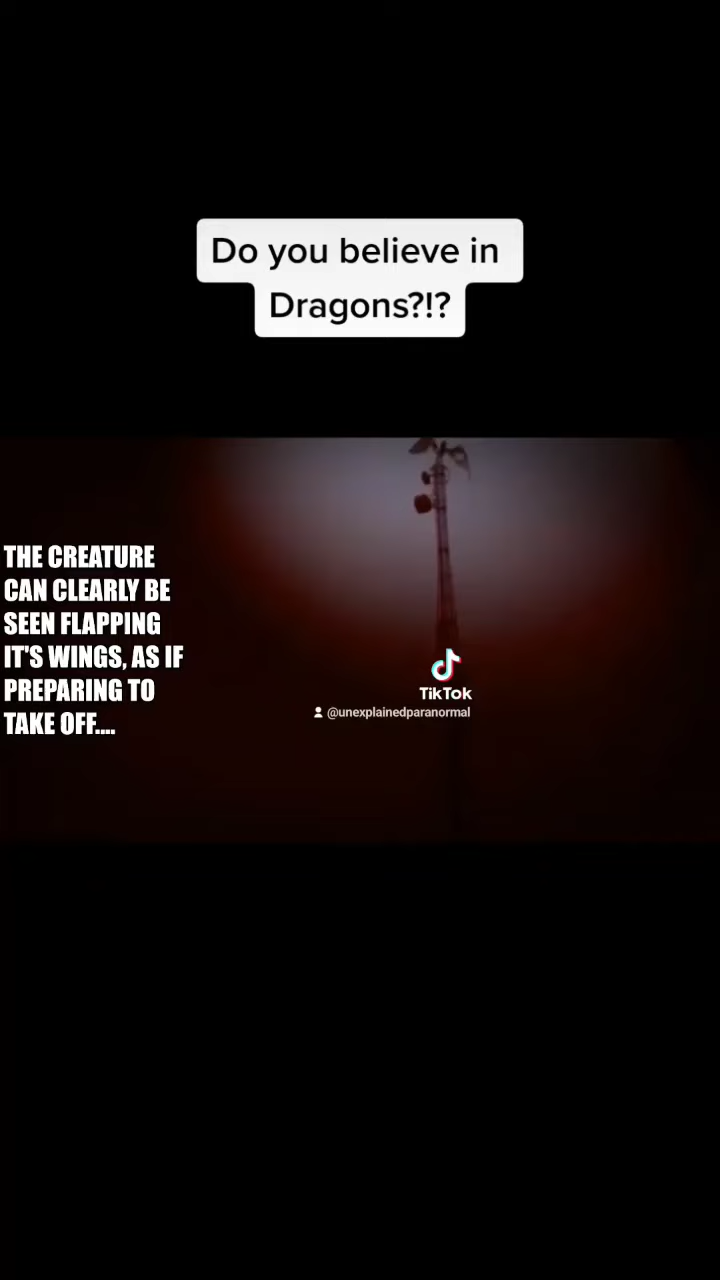 Do you believe in
Dragons?!?
THE CREATURE
CAN CLEARLY BE
SEEN FLAPPING
IT'S WINGS, AS IF
PREPARING TO
TAKE OFF....
TikTok
@unexplainedparanormal